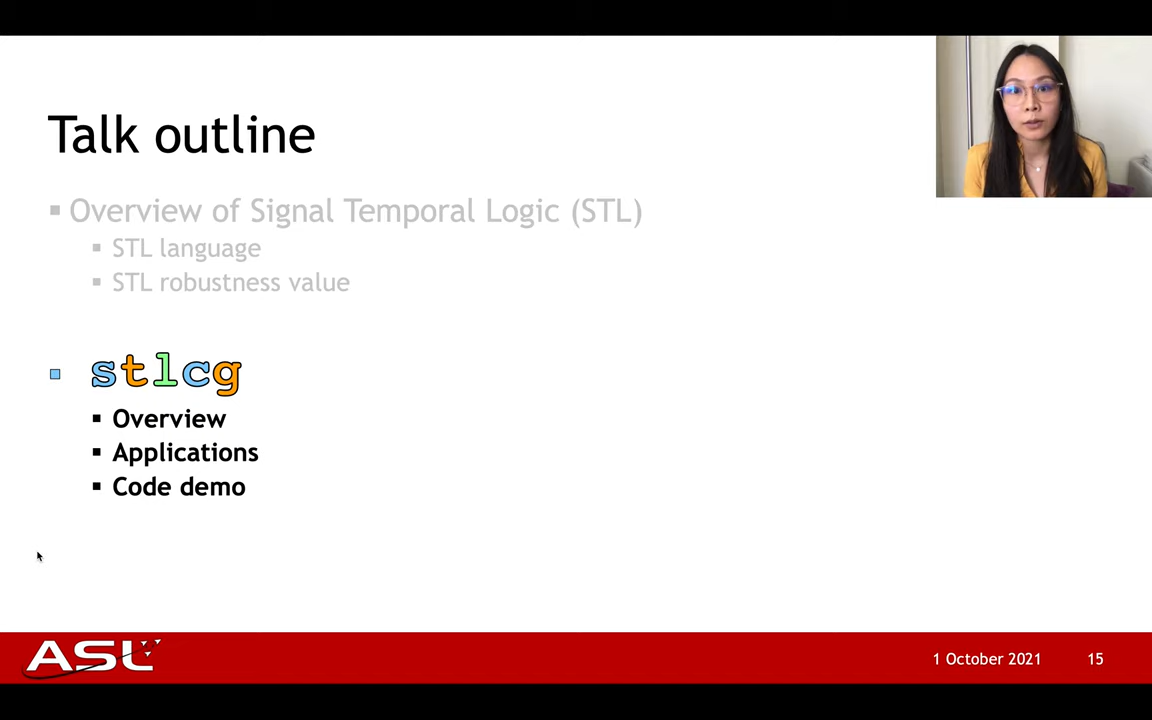 Talk outline
Overview of Signal Temporal Logic (STL)
STL language
STL robustness value
stlcg
Overview
Applications
Code demo
ASL
1 October 2021
15